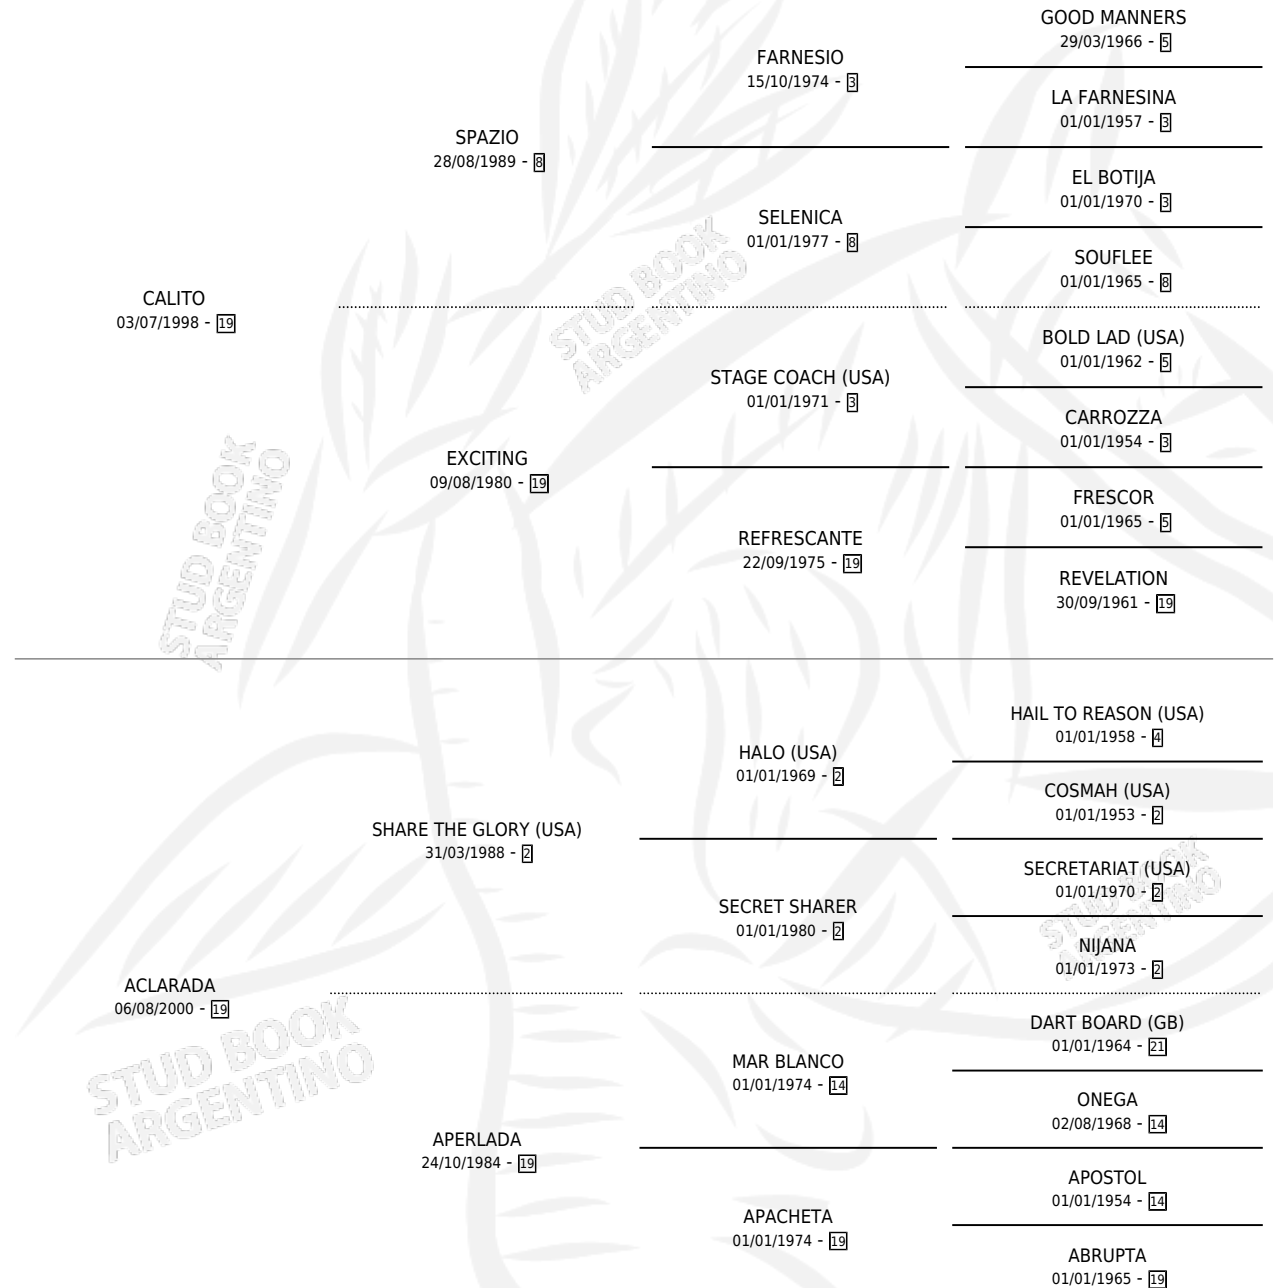 GOOD MANNERS
29/03/1966 - 5
FARNESIO
15/10/1974 - 3
LA FARNESINA
01/01/1957 - 3
SPAZIO
28/08/1989 - 8
EL BOTIJA
01/01/1970 - 3
SELENICA
01/01/1977 - 8
SOUFLEE
01/01/1965 - 8
CALITO
03/07/1998 - 19
BOLD LAD (USA)
01/01/1962 - 5
STAGE COACH (USA)
01/01/1971 - 3
CARROZZA
01/01/1954 - 3
EXCITING
09/08/1980 - 19
FRESCOR
01/01/1965 - 5
REFRESCANTE
22/09/1975 - 19
REVELATION
30/09/1961 - 19
STUD BOOK
ARGENTINO
STUD BOOK
ARGENTINO
HAIL TO REASON (USA)
01/01/1958 - 4
HALO (USA)
01/01/1969 - 2
COSMAH (USA)
01/01/1953 - 2
SHARE THE GLORY (USA)
31/03/1988 - 2
SECRETARIAT (USA)
01/01/1970 - 2
SECRET SHARER
01/01/1980 - 2
NIJANA
01/01/1973 - 2
STUD BOOK
ARGENTINO
ACLARADA
06/08/2000 - 19
DART BOARD (GB)
01/01/1964 - 21
MAR BLANCO
01/01/1974 - 14
ONEGA
02/08/1968 - 14
STUD BOOK
ARGENTINO
APERLADA
24/10/1984 - 19
APOSTOL
01/01/1954 - 14
APACHETA
01/01/1974 - 19
ABRUPTA
01/01/1965 - 19